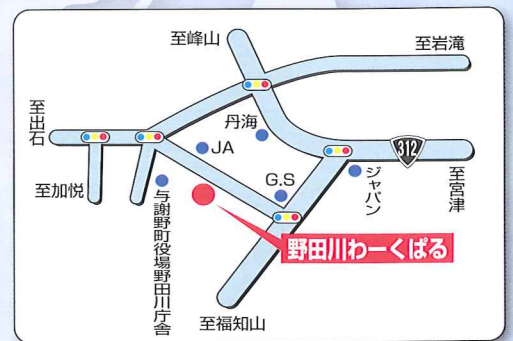 至峰山
至岩滝
至出石
丹海
JA
312
至加悦
与謝野町役場野田川庁舎
G.S
ジャパン
至宮津
野田川わーくぱる
至福知山